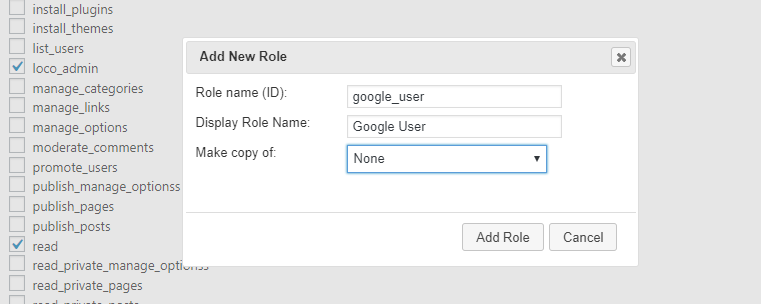 install_plugins
install_themes
list_users
loco_admin
manage_categories
manage_links
manage_options
moderate_comments
promote_users
publish_manage_optionss
publish_pages
publish_posts
read
read_private_manage_optionss
read_private_pages
read_private_posts
Add New Role
Role name (ID): google_user
Display Role Name: Google User
Make copy of: None
Add Role Cancel